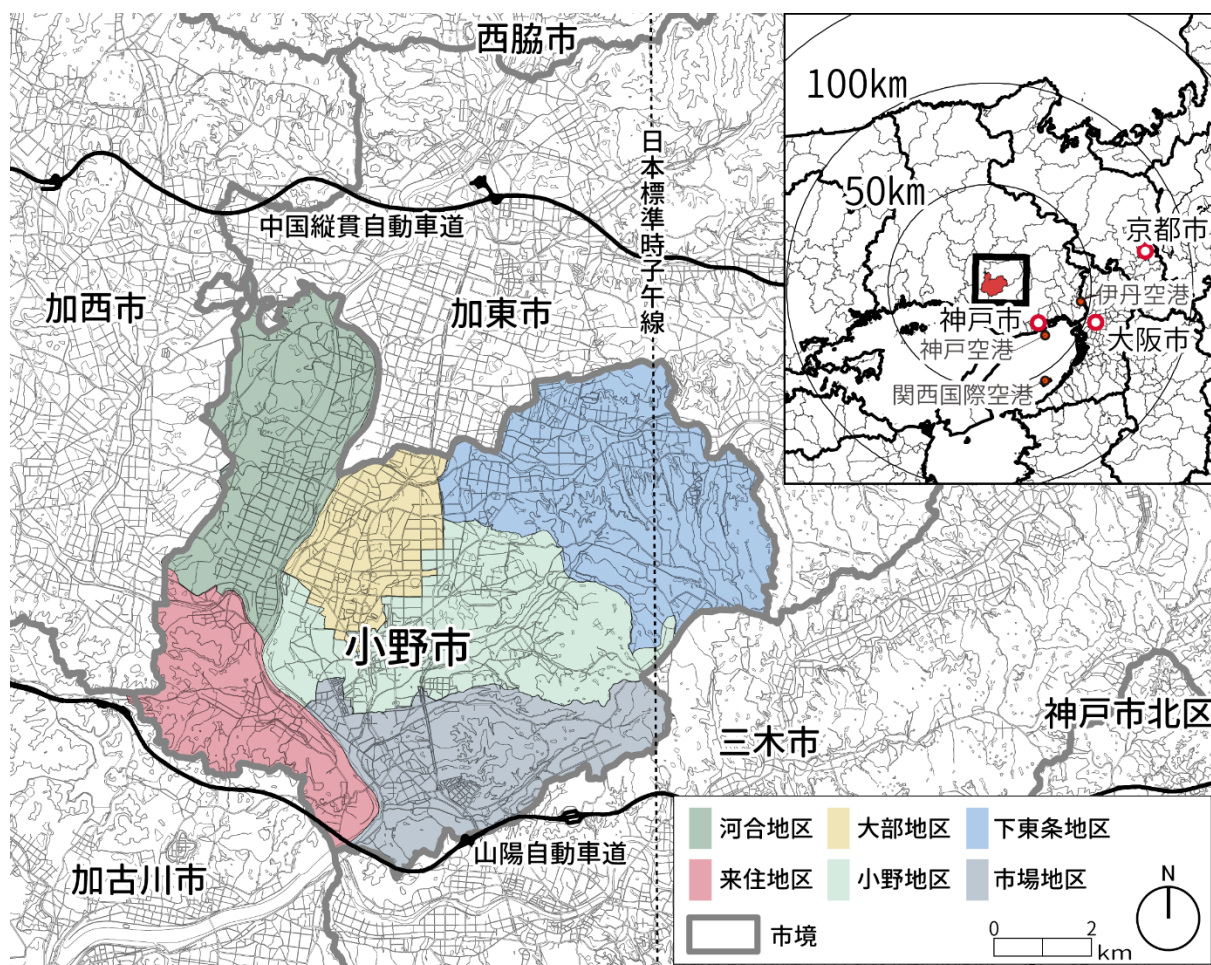 西脇市
100km
50km
京都市
伊丹空港
神戸市
大阪市
神戸空港
関西国際空港
日本標準時子午線
中国縦貫自動車道
加西市
加東市
小野市
三木市
神戸市北区
山陽自動車道
加古川市
河合地区
大部地区
下東条地区
来住地区
小野地区
市場地区
市境
0 2
km
N